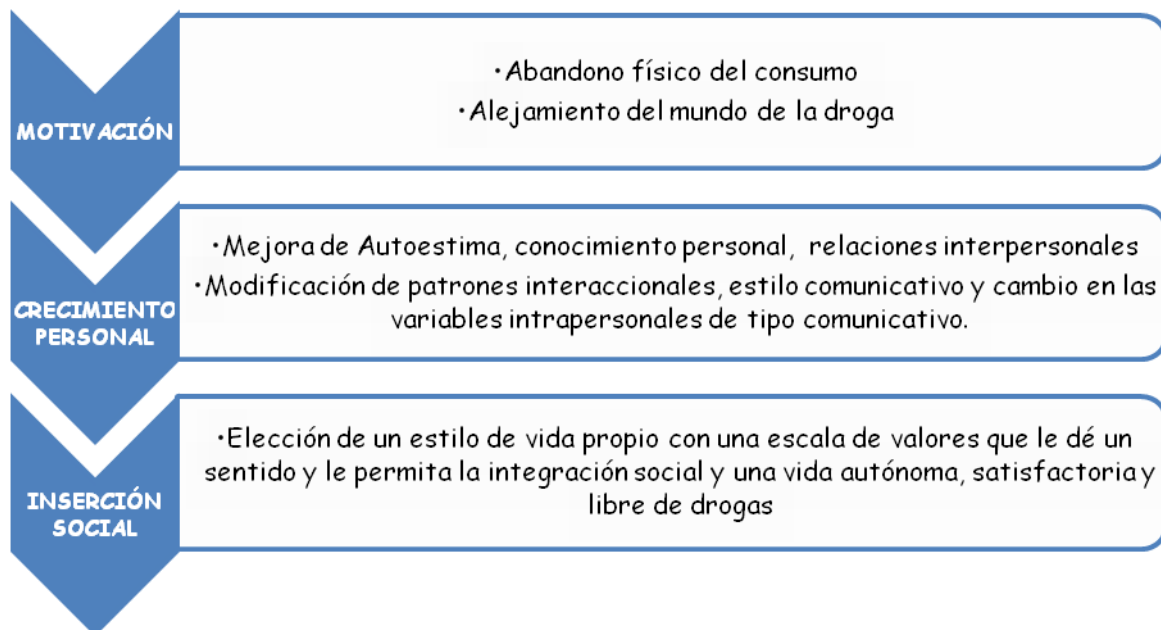 MOTIVACIÓN
·Abandono físico del consumo
·Alejamiento del mundo de la droga
CRECIMIENTO
PERSONAL
·Mejora de Autoestima, conocimiento personal, relaciones interpersonales
·Modificación de patrones interaccionales, estilo comunicativo y cambio en las
variables intrapersonales de tipo comunicativo.
INSERCIÓN
SOCIAL
·Elección de un estilo de vida propio con una escala de valores que le dé un
sentido y le permita la integración social y una vida autónoma, satisfactoria y
libre de drogas